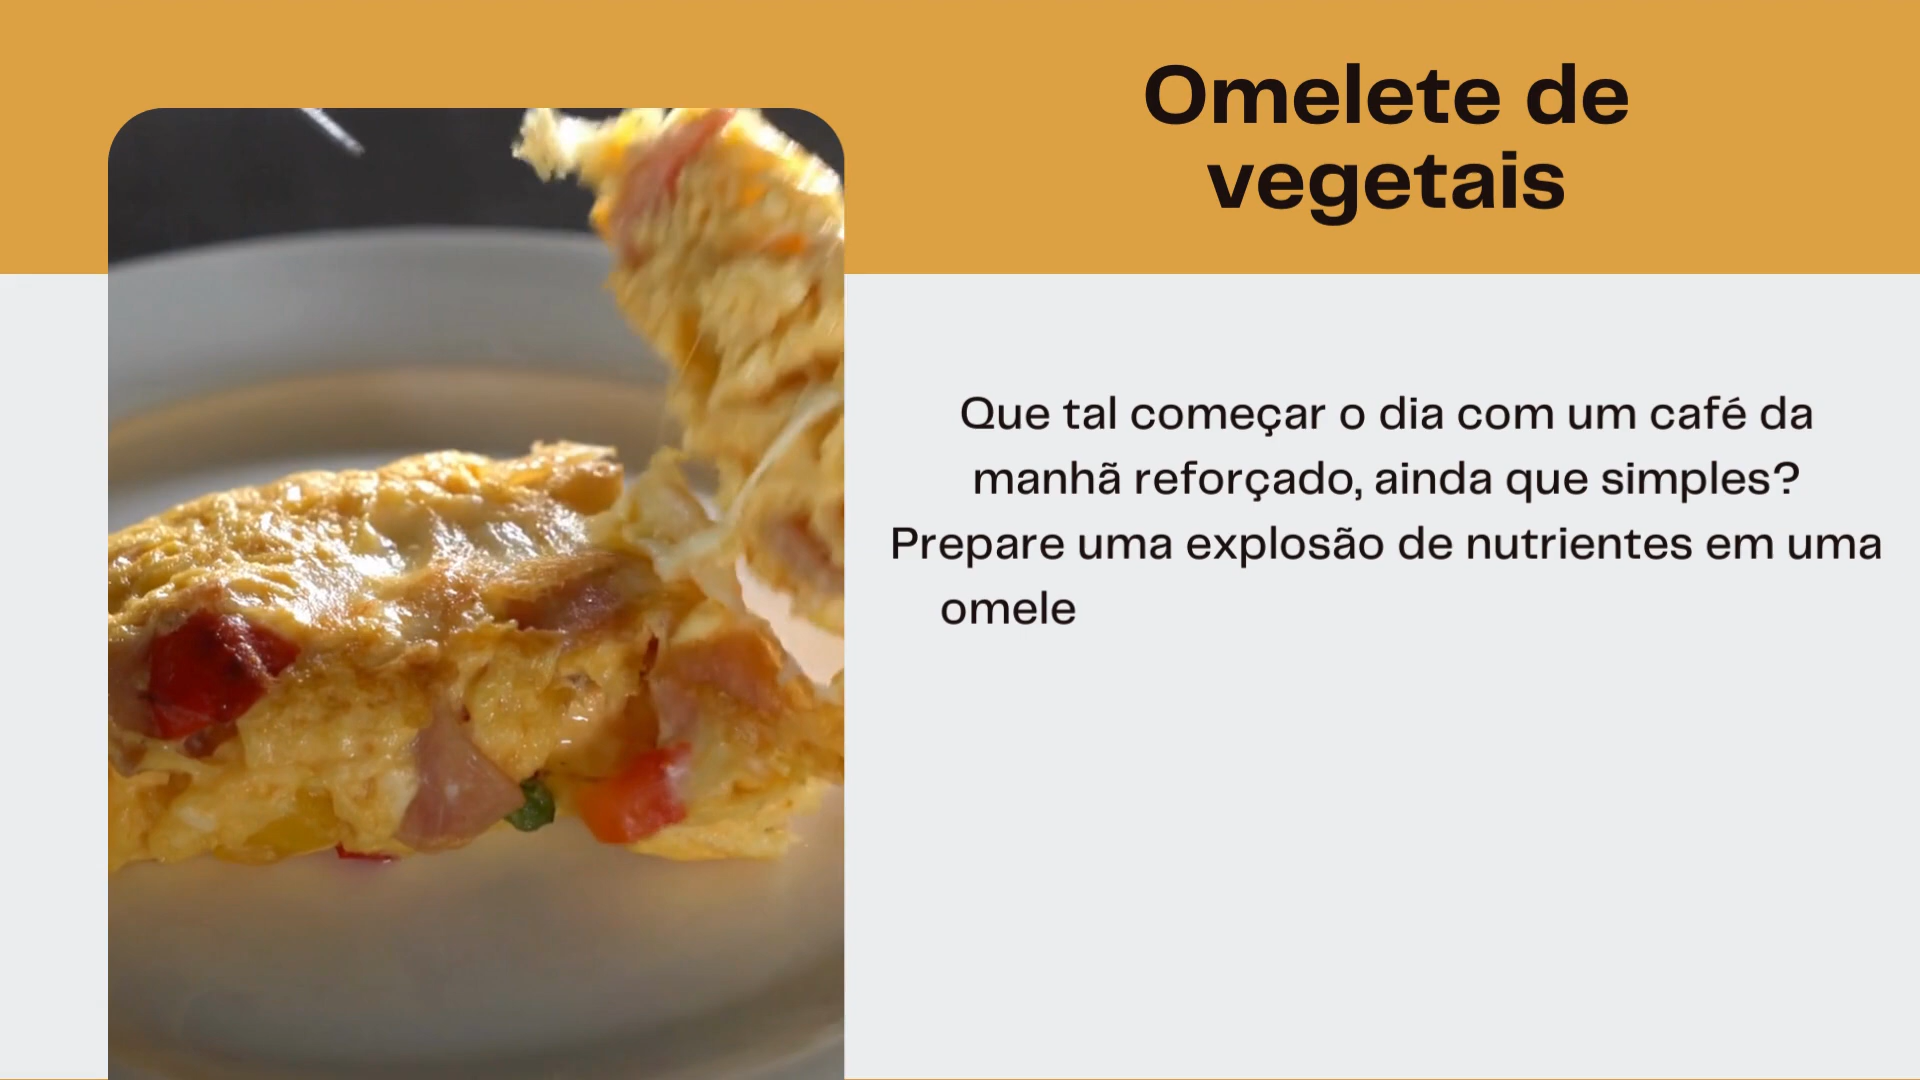 Omelete de
vegetais
Que tal começar o dia com um café da
manhã reforçado, ainda que simples?
Prepare uma explosão de nutrientes em uma
omele